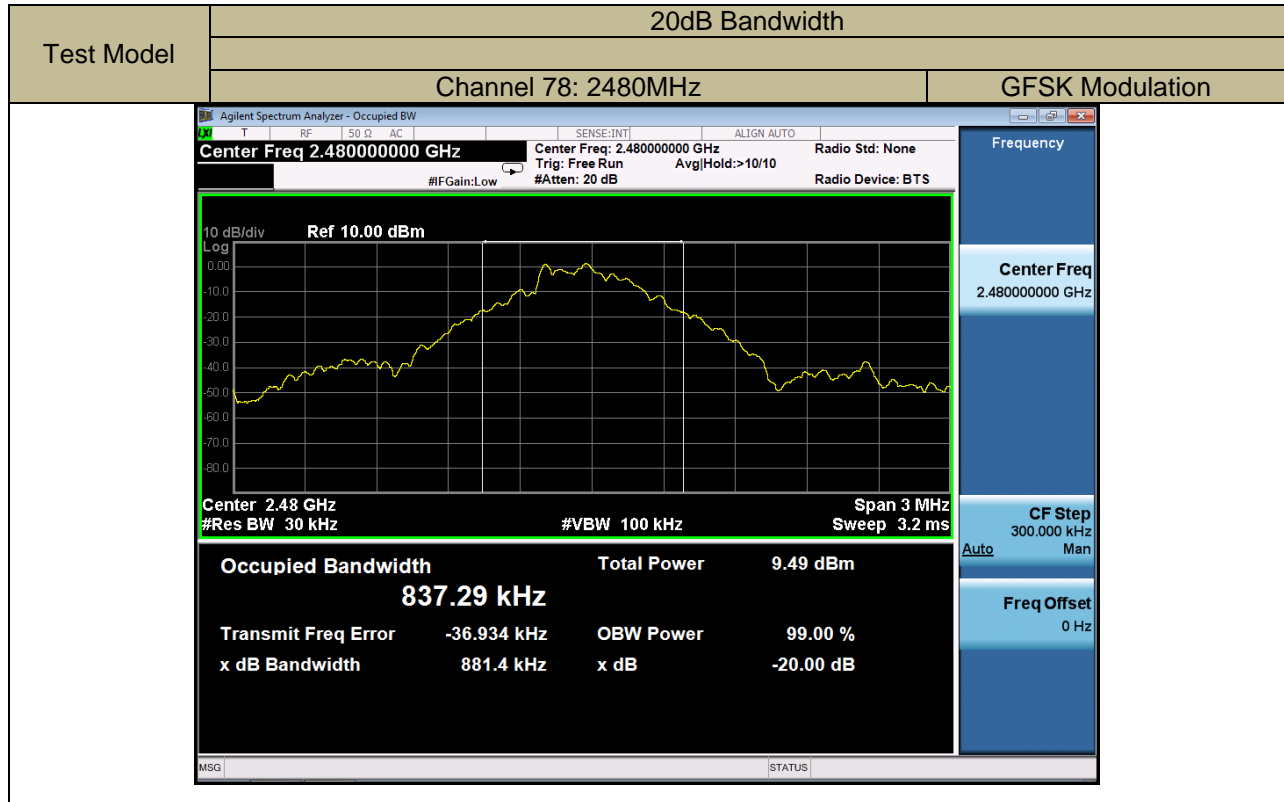 20dB Bandwidth
Test Model
Channel 78: 2480MHz GFSK Modulation
Agilent Spectrum Analyzer - Occupied BW
LXI T RF 50 Ω AC SENSE:INT ALIGN AUTO
Center Freq 2.480000000 GHz
Center Freq: 2.480000000 GHz Radio Std: None
Trig: Free Run Avg|Hold:>10/10
#IFGain:Low #Atten: 20 dB Radio Device: BTS
Frequency
10 dB/div Ref 10.00 dBm
Log
0.00
-10.0
-20.0
-30.0
-40.0
-50.0
-60.0
-70.0
-80.0
Center 2.48 GHz Span 3 MHz
#Res BW 30 kHz #VBW 100 kHz Sweep 3.2 ms
Center Freq
2.480000000 GHz
CF Step
300.000 kHz
Auto Man
Freq Offset
0 Hz
Occupied Bandwidth Total Power 9.49 dBm
837.29 kHz
Transmit Freq Error -36.934 kHz OBW Power 99.00 %
x dB Bandwidth 881.4 kHz x dB -20.00 dB
MSG STATUS